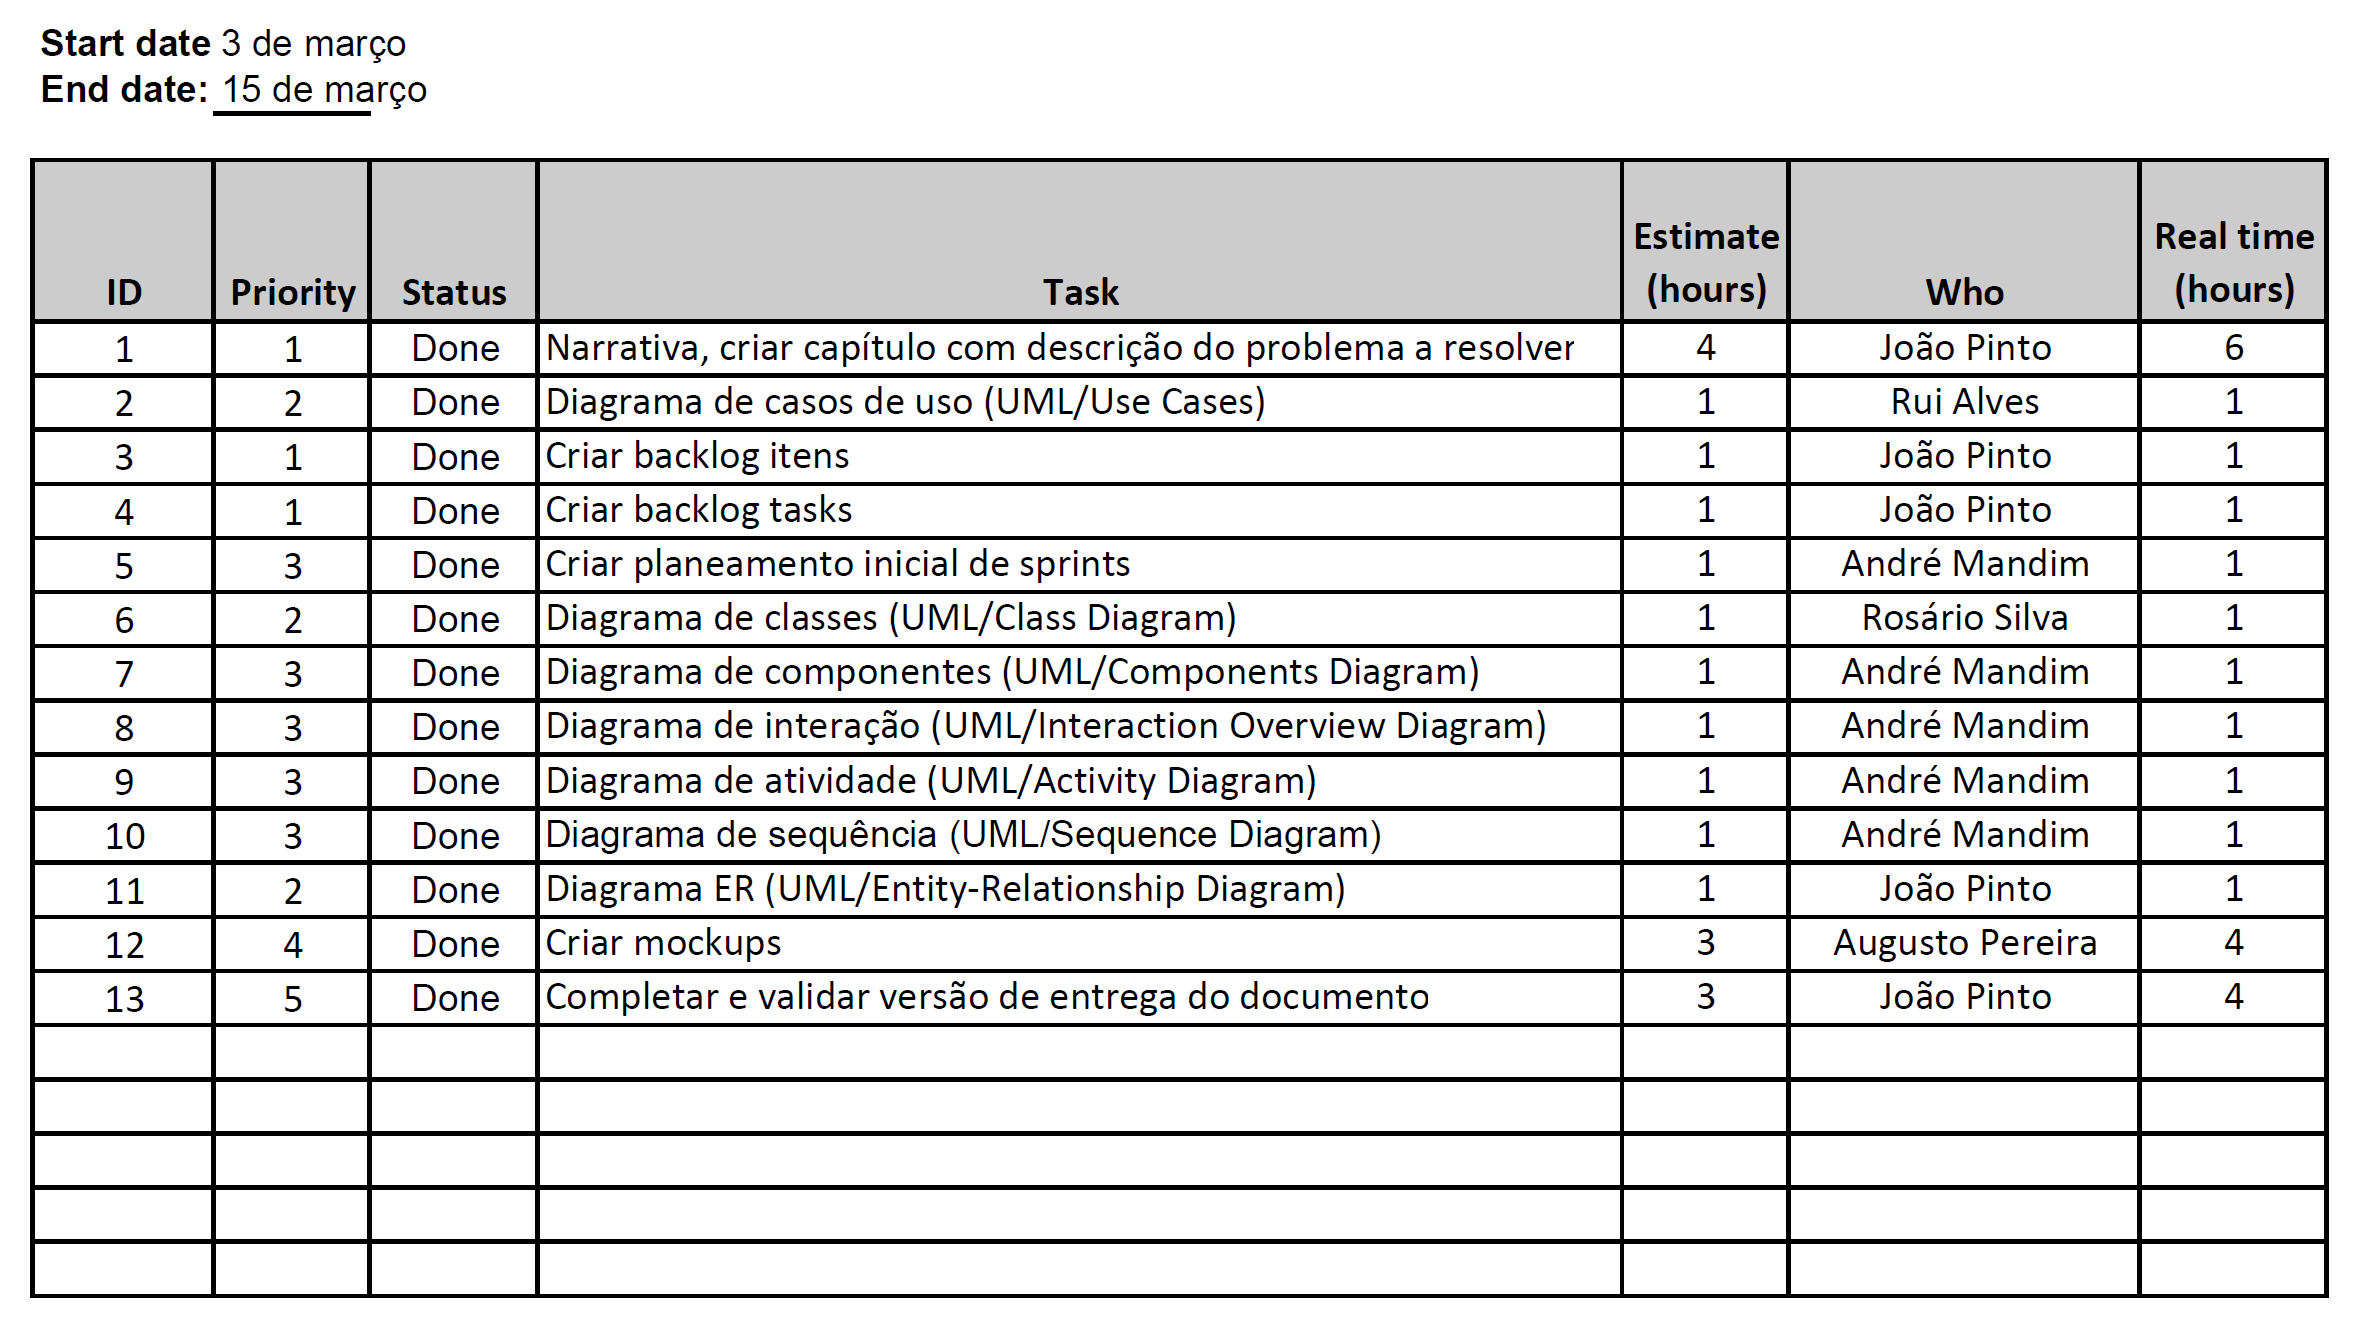 Start date 3 de março
End date: 15 de março
ID Priority Status Task Estimate (hours) Who Real time (hours)
1 1 Done Narrativa, criar capítulo com descrição do problema a resolver 4 João Pinto 6
2 2 Done Diagrama de casos de uso (UML/Use Cases) 1 Rui Alves 1
3 1 Done Criar backlog itens 1 João Pinto 1
4 1 Done Criar backlog tasks 1 João Pinto 1
5 3 Done Criar planeamento inicial de sprints 1 André Mandim 1
6 2 Done Diagrama de classes (UML/Class Diagram) 1 Rosário Silva 1
7 3 Done Diagrama de componentes (UML/Components Diagram) 1 André Mandim 1
8 3 Done Diagrama de interação (UML/Interaction Overview Diagram) 1 André Mandim 1
9 3 Done Diagrama de atividade (UML/Activity Diagram) 1 André Mandim 1
10 3 Done Diagrama de sequência (UML/Sequence Diagram) 1 André Mandim 1
11 2 Done Diagrama ER (UML/Entity-Relationship Diagram) 1 João Pinto 1
12 4 Done Criar mockups 3 Augusto Pereira 4
13 5 Done Completar e validar versão de entrega do documento 3 João Pinto 4